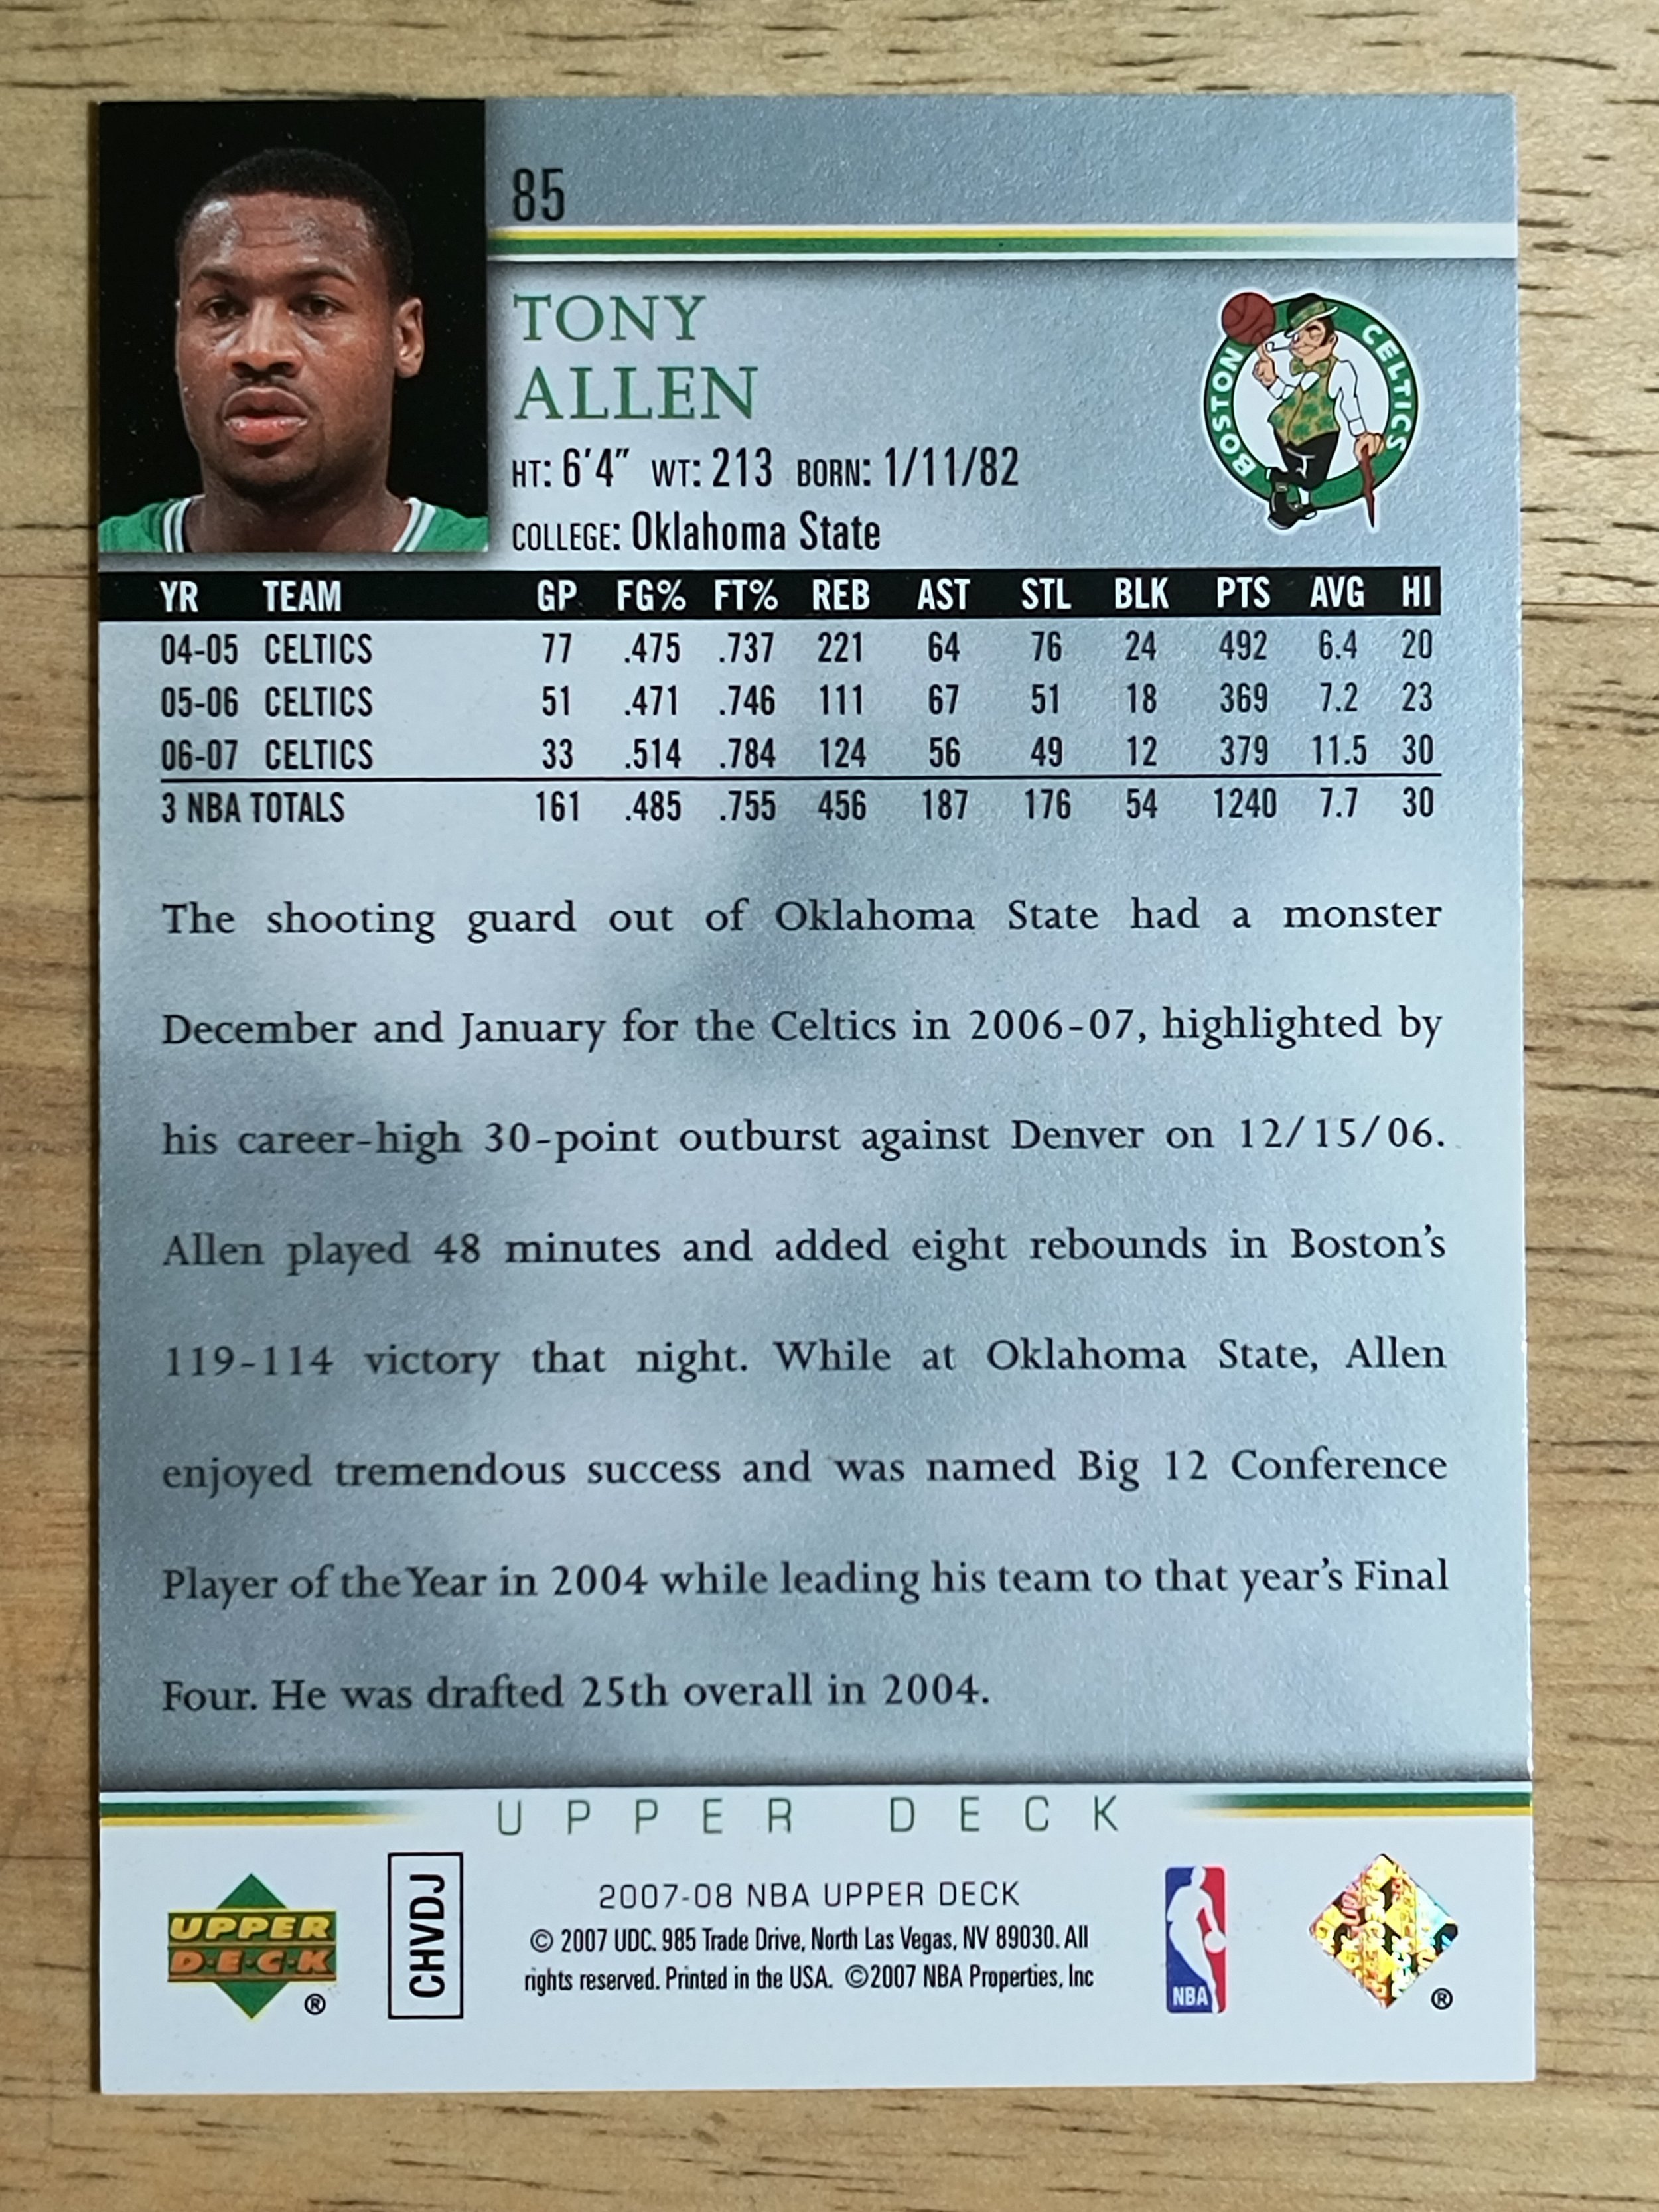 85
TONY
ALLEN
BOSTON CELTICS
HT: 6'4" WT: 213 BORN: 1/11/82
COLLEGE: Oklahoma State
YR TEAM GP FG% FT% REB AST STL BLK PTS AVG HI
04-05 CELTICS 77 .475 .737 221 64 76 24 492 6.4 20
05-06 CELTICS 51 .471 .746 111 67 51 18 369 7.2 23
06-07 CELTICS 33 .514 .784 124 56 49 12 379 11.5 30
3 NBA TOTALS 161 .485 .755 456 187 176 54 1240 7.7 30
The shooting guard out of Oklahoma State had a monster
December and January for the Celtics in 2006-07, highlighted by
his career-high 30-point outburst against Denver on 12/15/06.
Allen played 48 minutes and added eight rebounds in Boston's
119-114 victory that night. While at Oklahoma State, Allen
enjoyed tremendous success and was named Big 12 Conference
Player of the Year in 2004 while leading his team to that year's Final
Four. He was drafted 25th overall in 2004.
UPPER DECK
UPPER
D•E•C•K
®
CHVDJ
2007-08 NBA UPPER DECK
© 2007 UDC. 985 Trade Drive, North Las Vegas, NV 89030. All
rights reserved. Printed in the USA. ©2007 NBA Properties, Inc
NBA
®